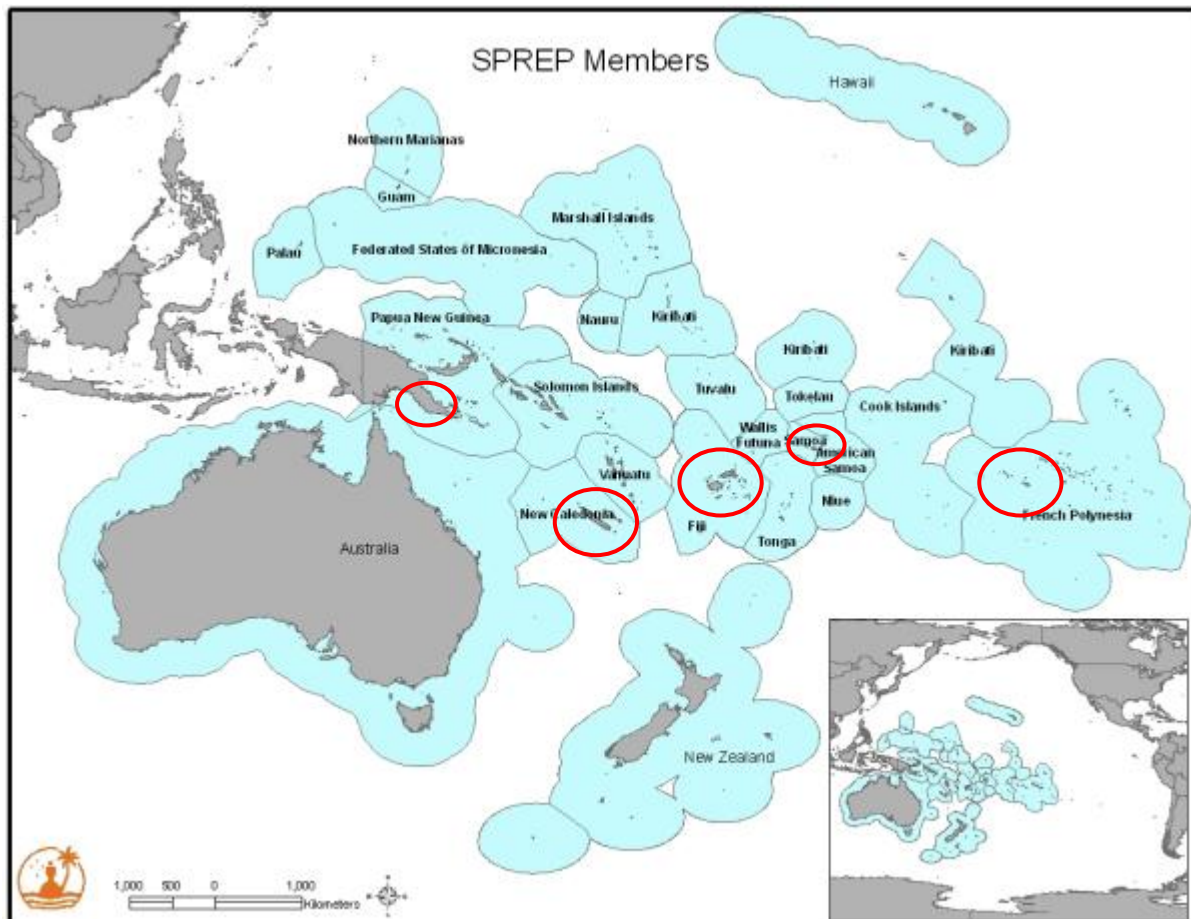 SPREP Members
Hawaii
Northern Marianas
Guam
Marshall Islands
Palau
Federated States of Micronesia
Papua New Guinea
Nauru
Kiribati
Kiribati
Kiribati
Solomon Islands
Tuvalu
Tokelau
Cook Islands
Wallis
Futuna
Samoa
American
Samoa
Vanuatu
Niue
New Caledonia
Fiji
French Polynesia
Tonga
Australia
New Zealand
1,000 500 0 1,000
Kilometers